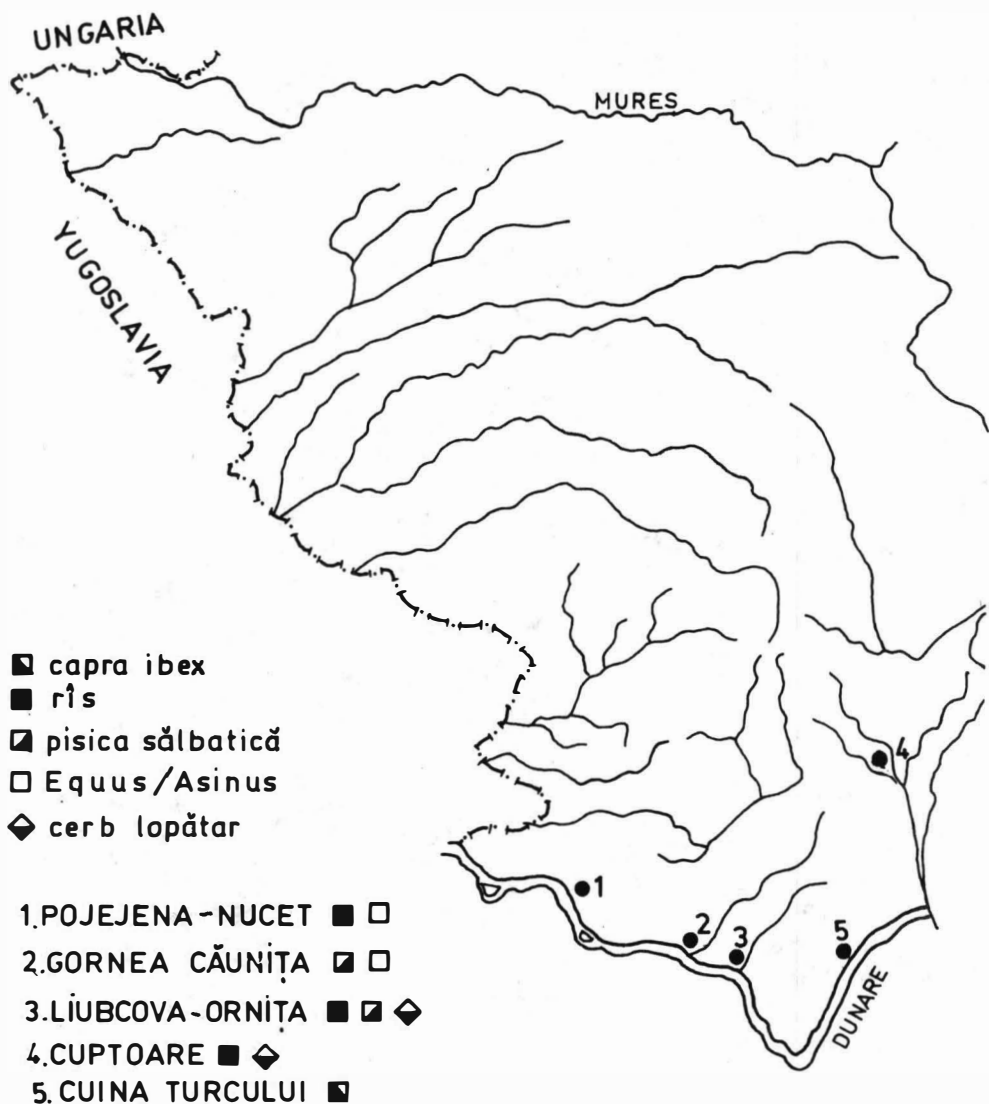 UNGARIA
MURES
YUGOSLAVIA
capra ibex
rîs
pisica sălbatică
Equus/Asinus
cerb lopătar
4
1
2
3
5
DUNARE
1.POJEJENA-NUCET
2.GORNEA CĂUNIȚA
3.LIUBCOVA-ORNIȚA
4.CUPTOARE
5.CUINA TURCULUI